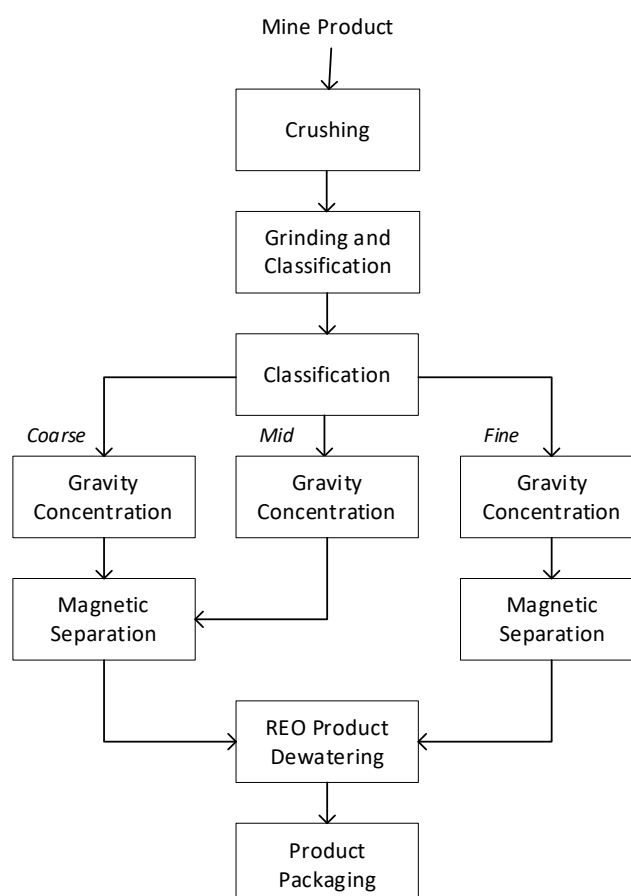 Mine Product
Crushing
Grinding and
Classification
Classification
Coarse
Mid
Fine
Gravity
Concentration
Gravity
Concentration
Gravity
Concentration
Magnetic
Separation
Magnetic
Separation
REO Product
Dewatering
Product
Packaging